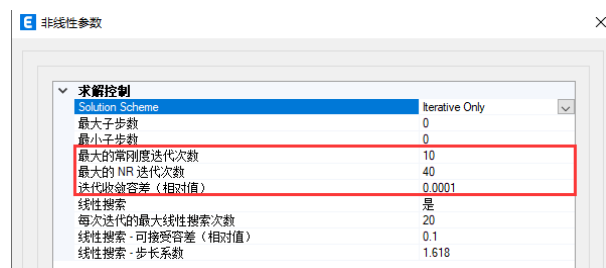 E 非线性参数
求解控制
Solution Scheme Iterative Only
最大子步数 0
最小子步数 0
最大的常刚度迭代次数 10
最大的 NR 迭代次数 40
迭代收敛容差（相对值） 0.0001
线性搜索 是
每次迭代的最大线性搜索次数 20
线性搜索 - 可接受容差（相对值） 0.1
线性搜索 - 步长系数 1.618